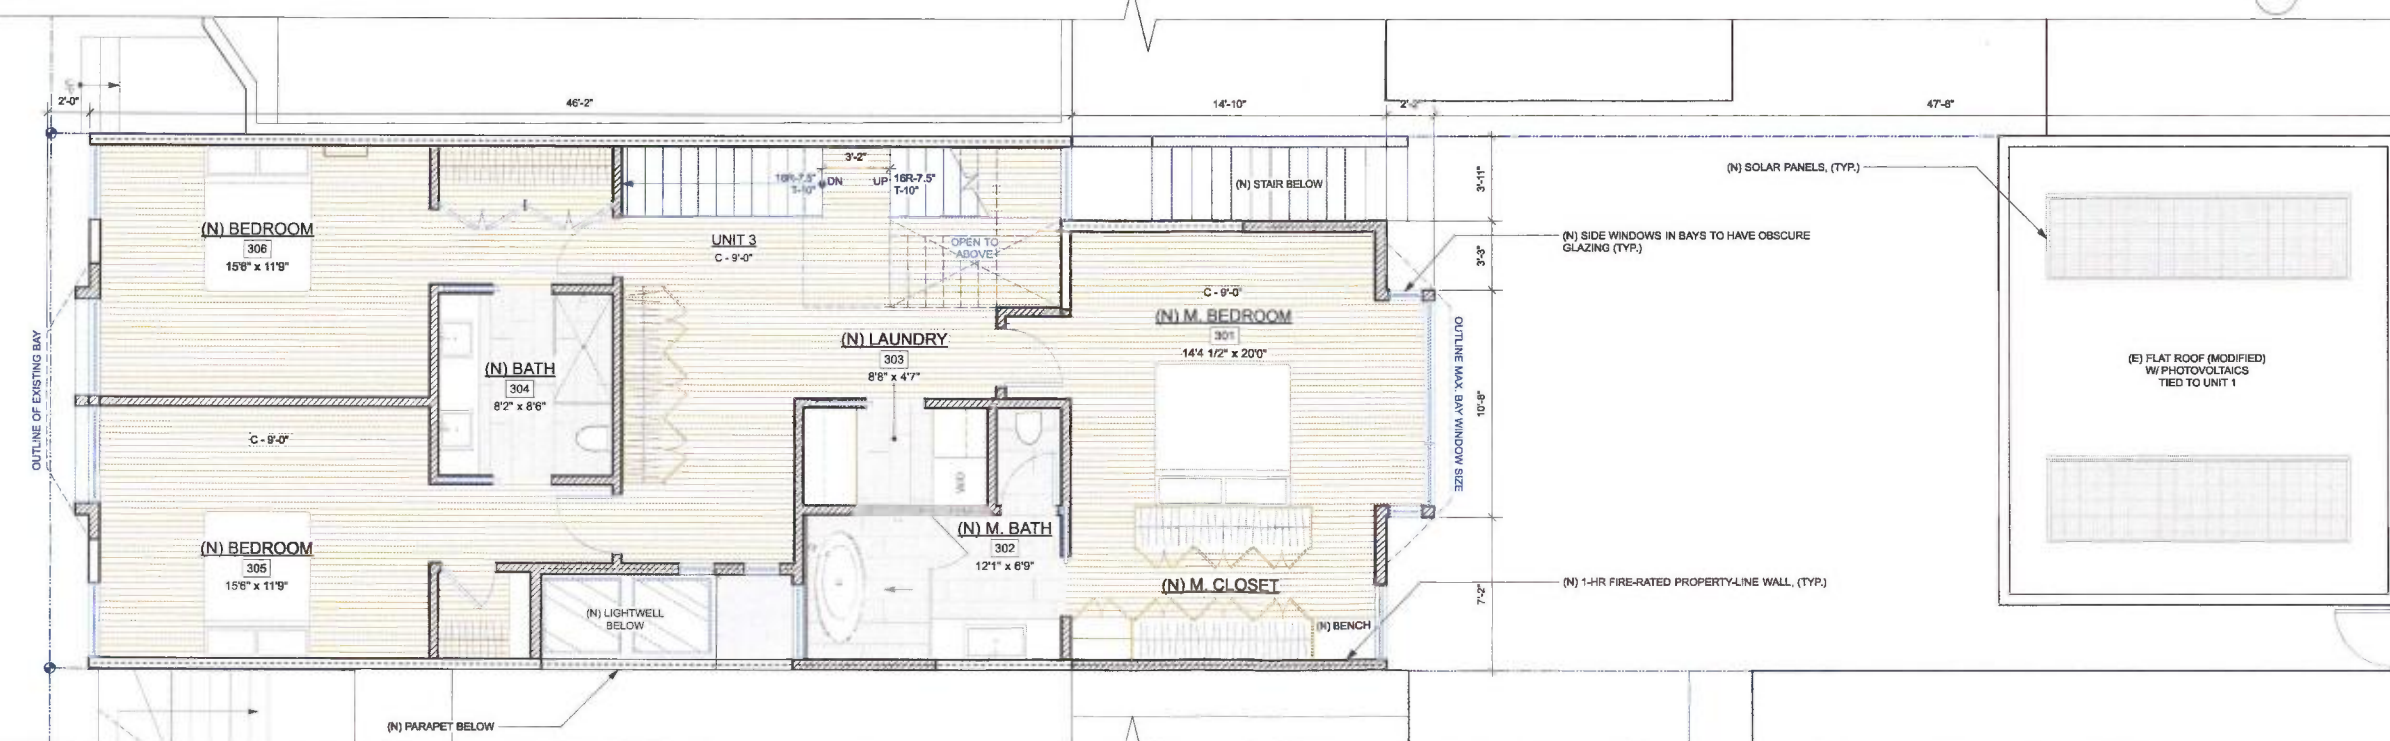 2'-0"
46'-2"
14'-10"
47'-8"
3'-2"
16R-7.5"
T-10"
DN
UP
16R-7.5"
T-10"
(N) STAIR BELOW
3'-11"
(N) SOLAR PANELS, (TYP.)
(N) BEDROOM
306
15'6" x 11'9"
UNIT 3
C - 9'-0"
OPEN TO
ABOVE
(N) SIDE WINDOWS IN BAYS TO HAVE OBSCURE
GLAZING (TYP.)
3'-3"
C - 9'-0"
(N) M. BEDROOM
301
14'4 1/2" x 20'0"
(N) LAUNDRY
303
8'8" x 4'7"
(N) BATH
304
8'2" x 8'6"
OUTLINE OF EXISTING BAY
OUTLINE MAX. BAY WINDOW SIZE
10'-8"
(E) FLAT ROOF (MODIFIED)
W/ PHOTOVOLTAICS
TIED TO UNIT 1
C - 9'-0"
W/D
(N) BEDROOM
305
15'6" x 11'9"
(N) M. BATH
302
12'1" x 6'9"
(N) M. CLOSET
(N) 1-HR FIRE-RATED PROPERTY-LINE WALL, (TYP.)
7'-2"
(N) LIGHTWELL
BELOW
(N) BENCH
(N) PARAPET BELOW